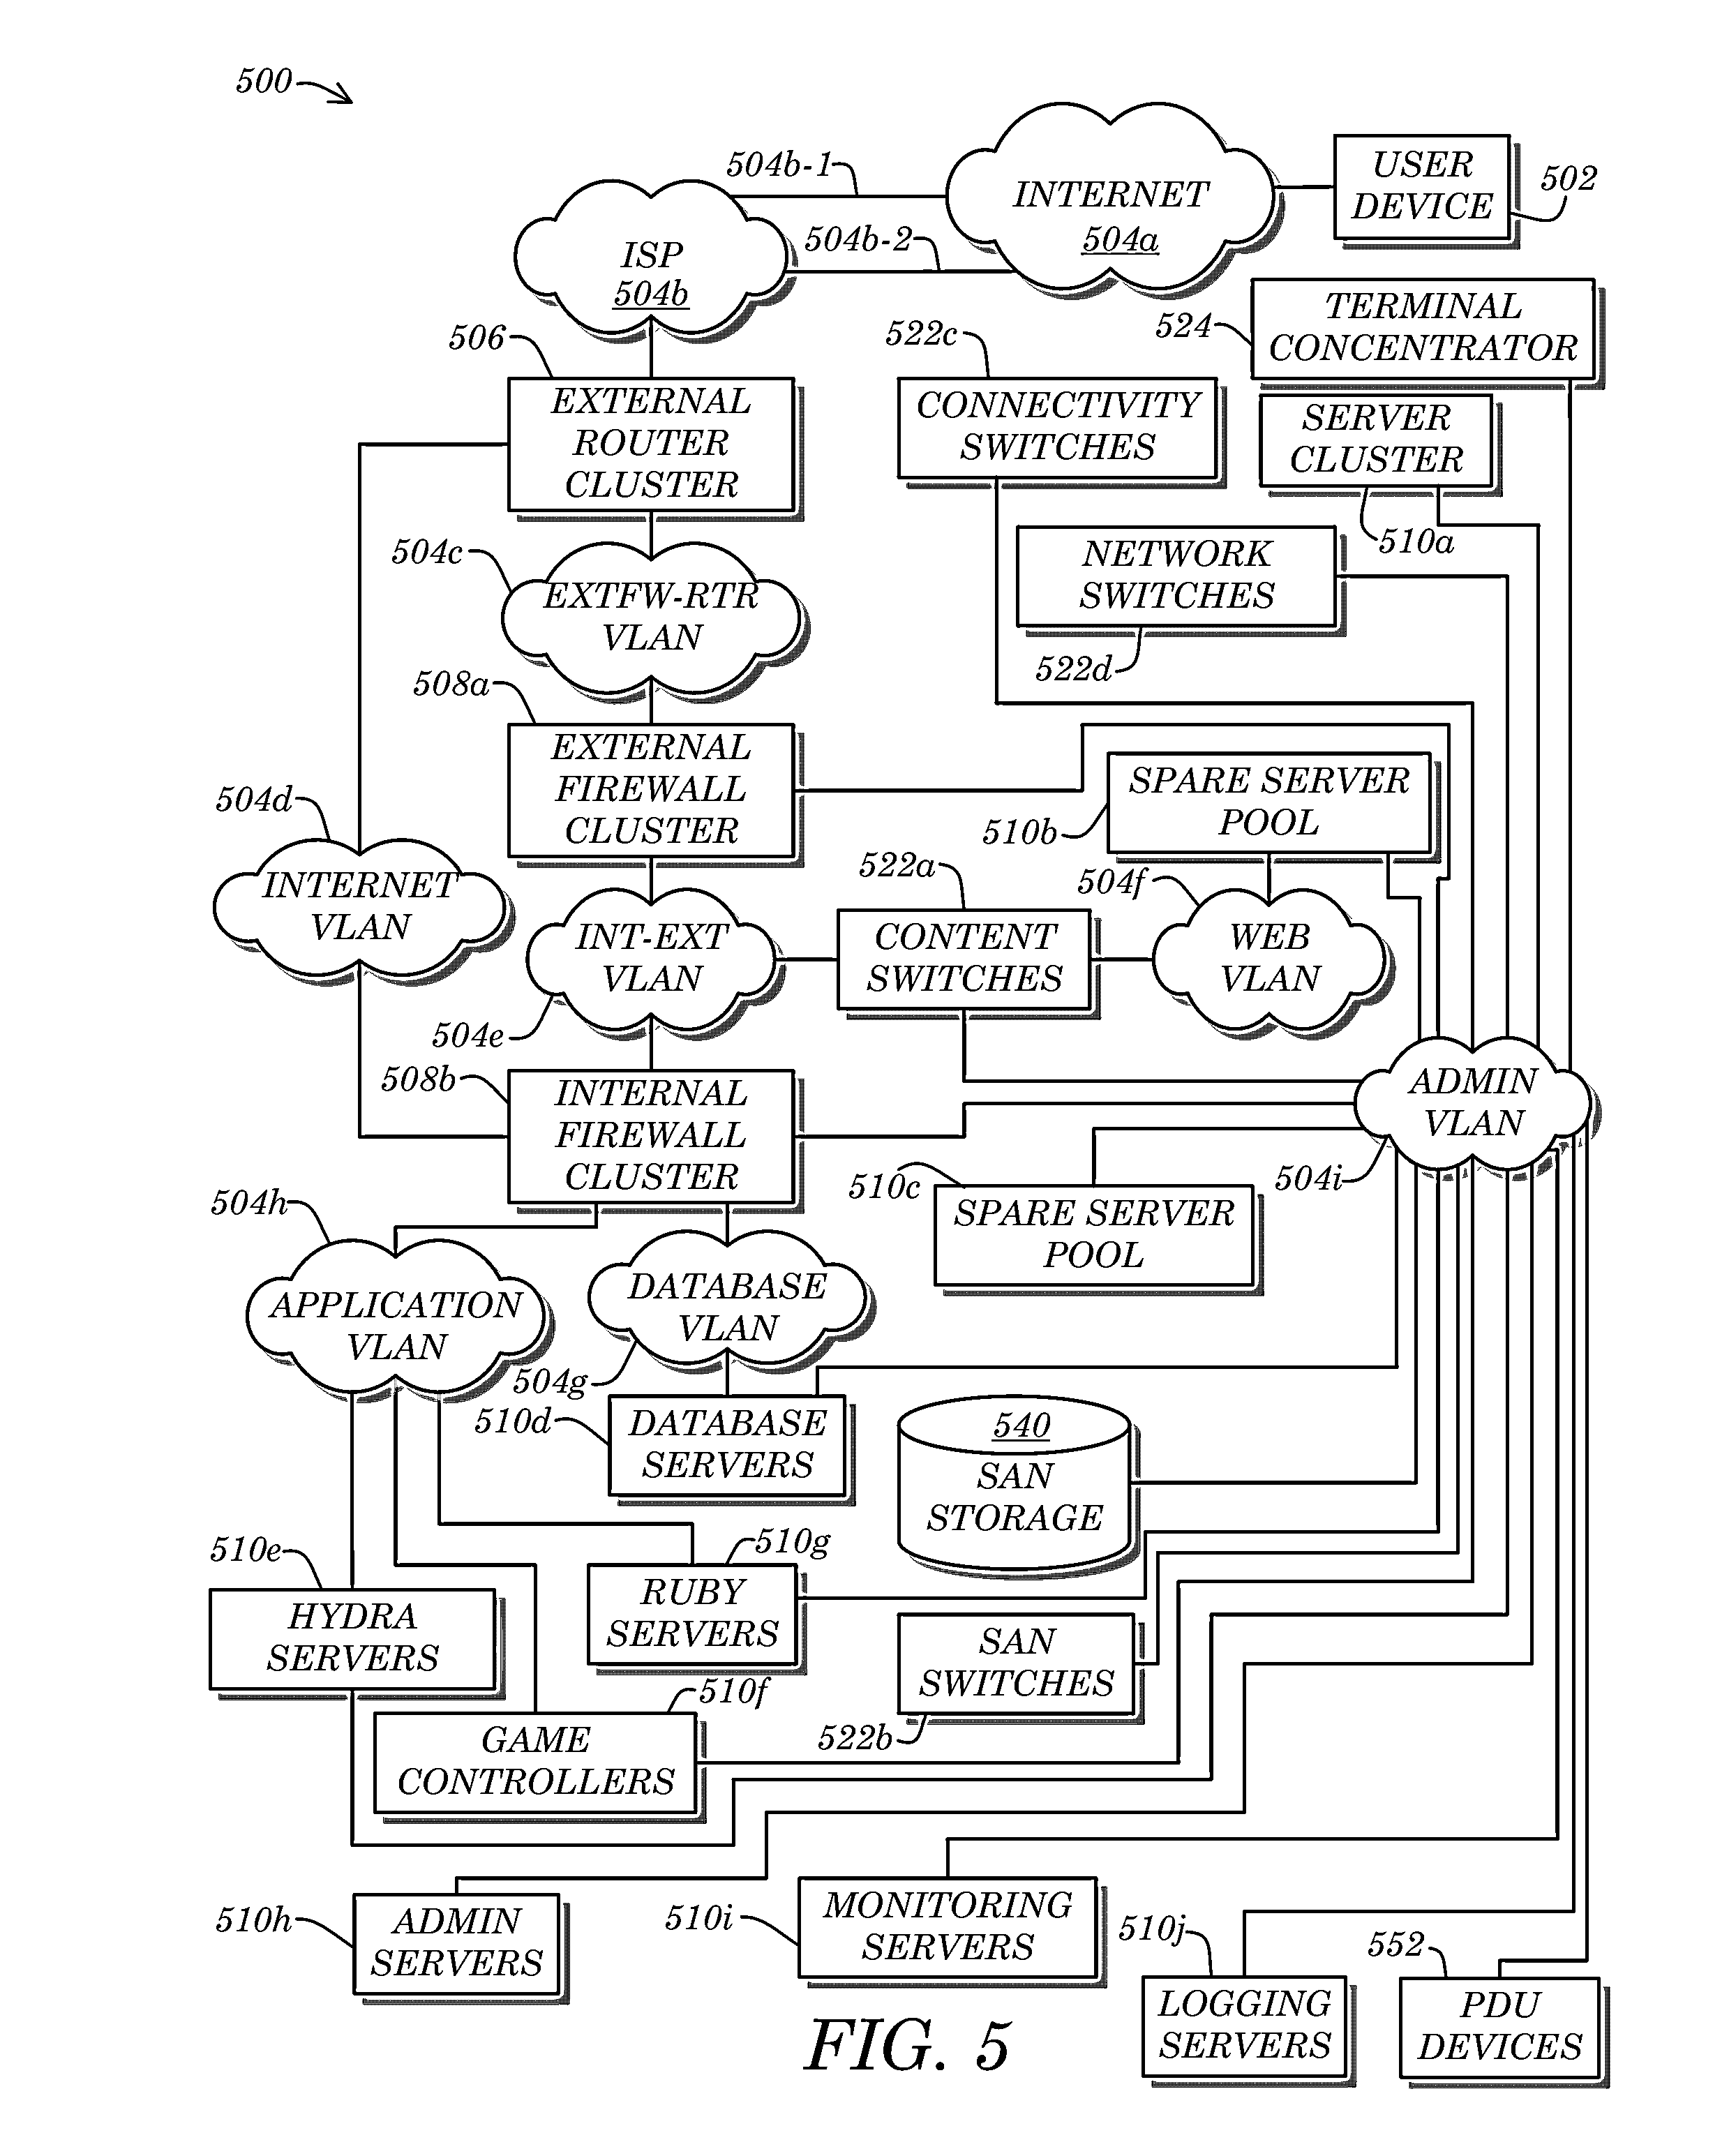 500
504b-1
INTERNET
504a
USER
DEVICE
502
ISP
504b
504b-2
506
522c
524
TERMINAL
CONCENTRATOR
EXTERNAL
ROUTER
CLUSTER
CONNECTIVITY
SWITCHES
SERVER
CLUSTER
510a
504c
EXTFW-RTR
VLAN
NETWORK
SWITCHES
522d
508a
EXTERNAL
FIREWALL
CLUSTER
504d
INTERNET
VLAN
510b
SPARE SERVER
POOL
522a
504f
INT-EXT
VLAN
504e
CONTENT
SWITCHES
WEB
VLAN
508b
INTERNAL
FIREWALL
CLUSTER
ADMIN
VLAN
504i
510c
SPARE SERVER
POOL
504h
APPLICATION
VLAN
DATABASE
VLAN
504g
510d
DATABASE
SERVERS
540
SAN
STORAGE
510e
HYDRA
SERVERS
510g
RUBY
SERVERS
SAN
SWITCHES
522b
510f
GAME
CONTROLLERS
510h
ADMIN
SERVERS
510i
MONITORING
SERVERS
510j
LOGGING
SERVERS
552
PDU
DEVICES
FIG. 5